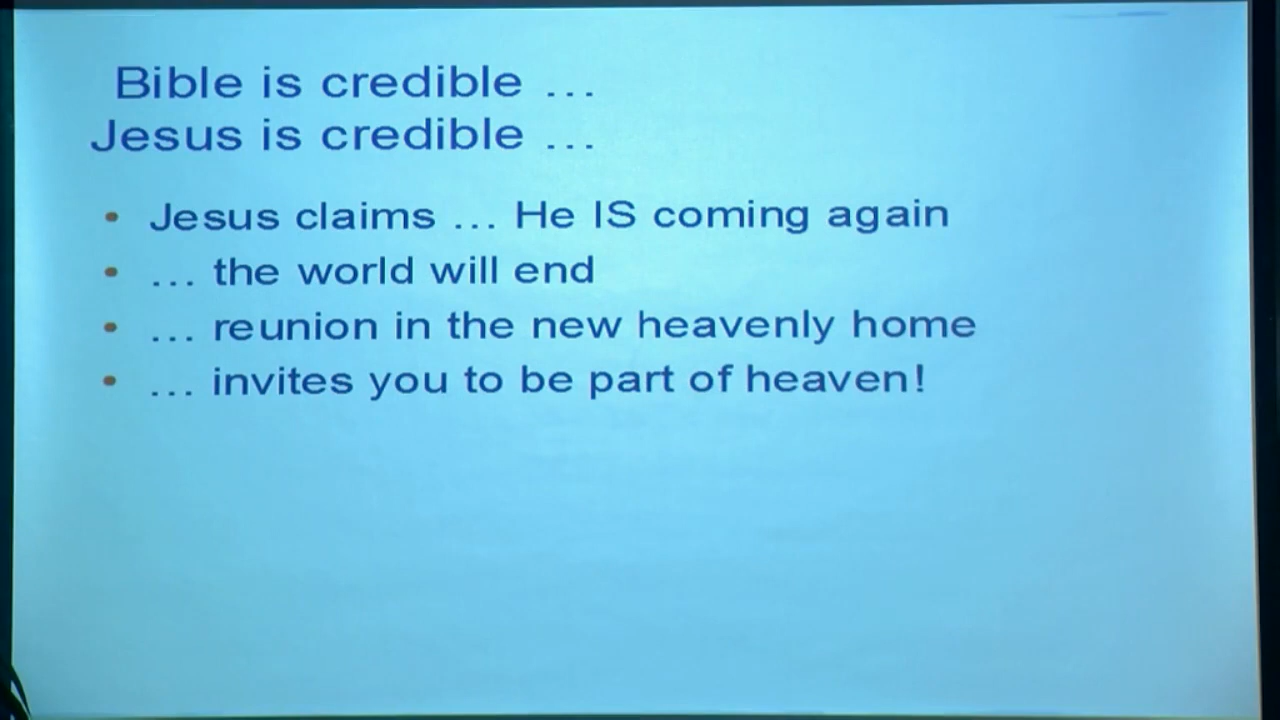 Bible is credible ...
Jesus is credible ...
• Jesus claims ... He IS coming again
• ... the world will end
• ... reunion in the new heavenly home
• ... invites you to be part of heaven!